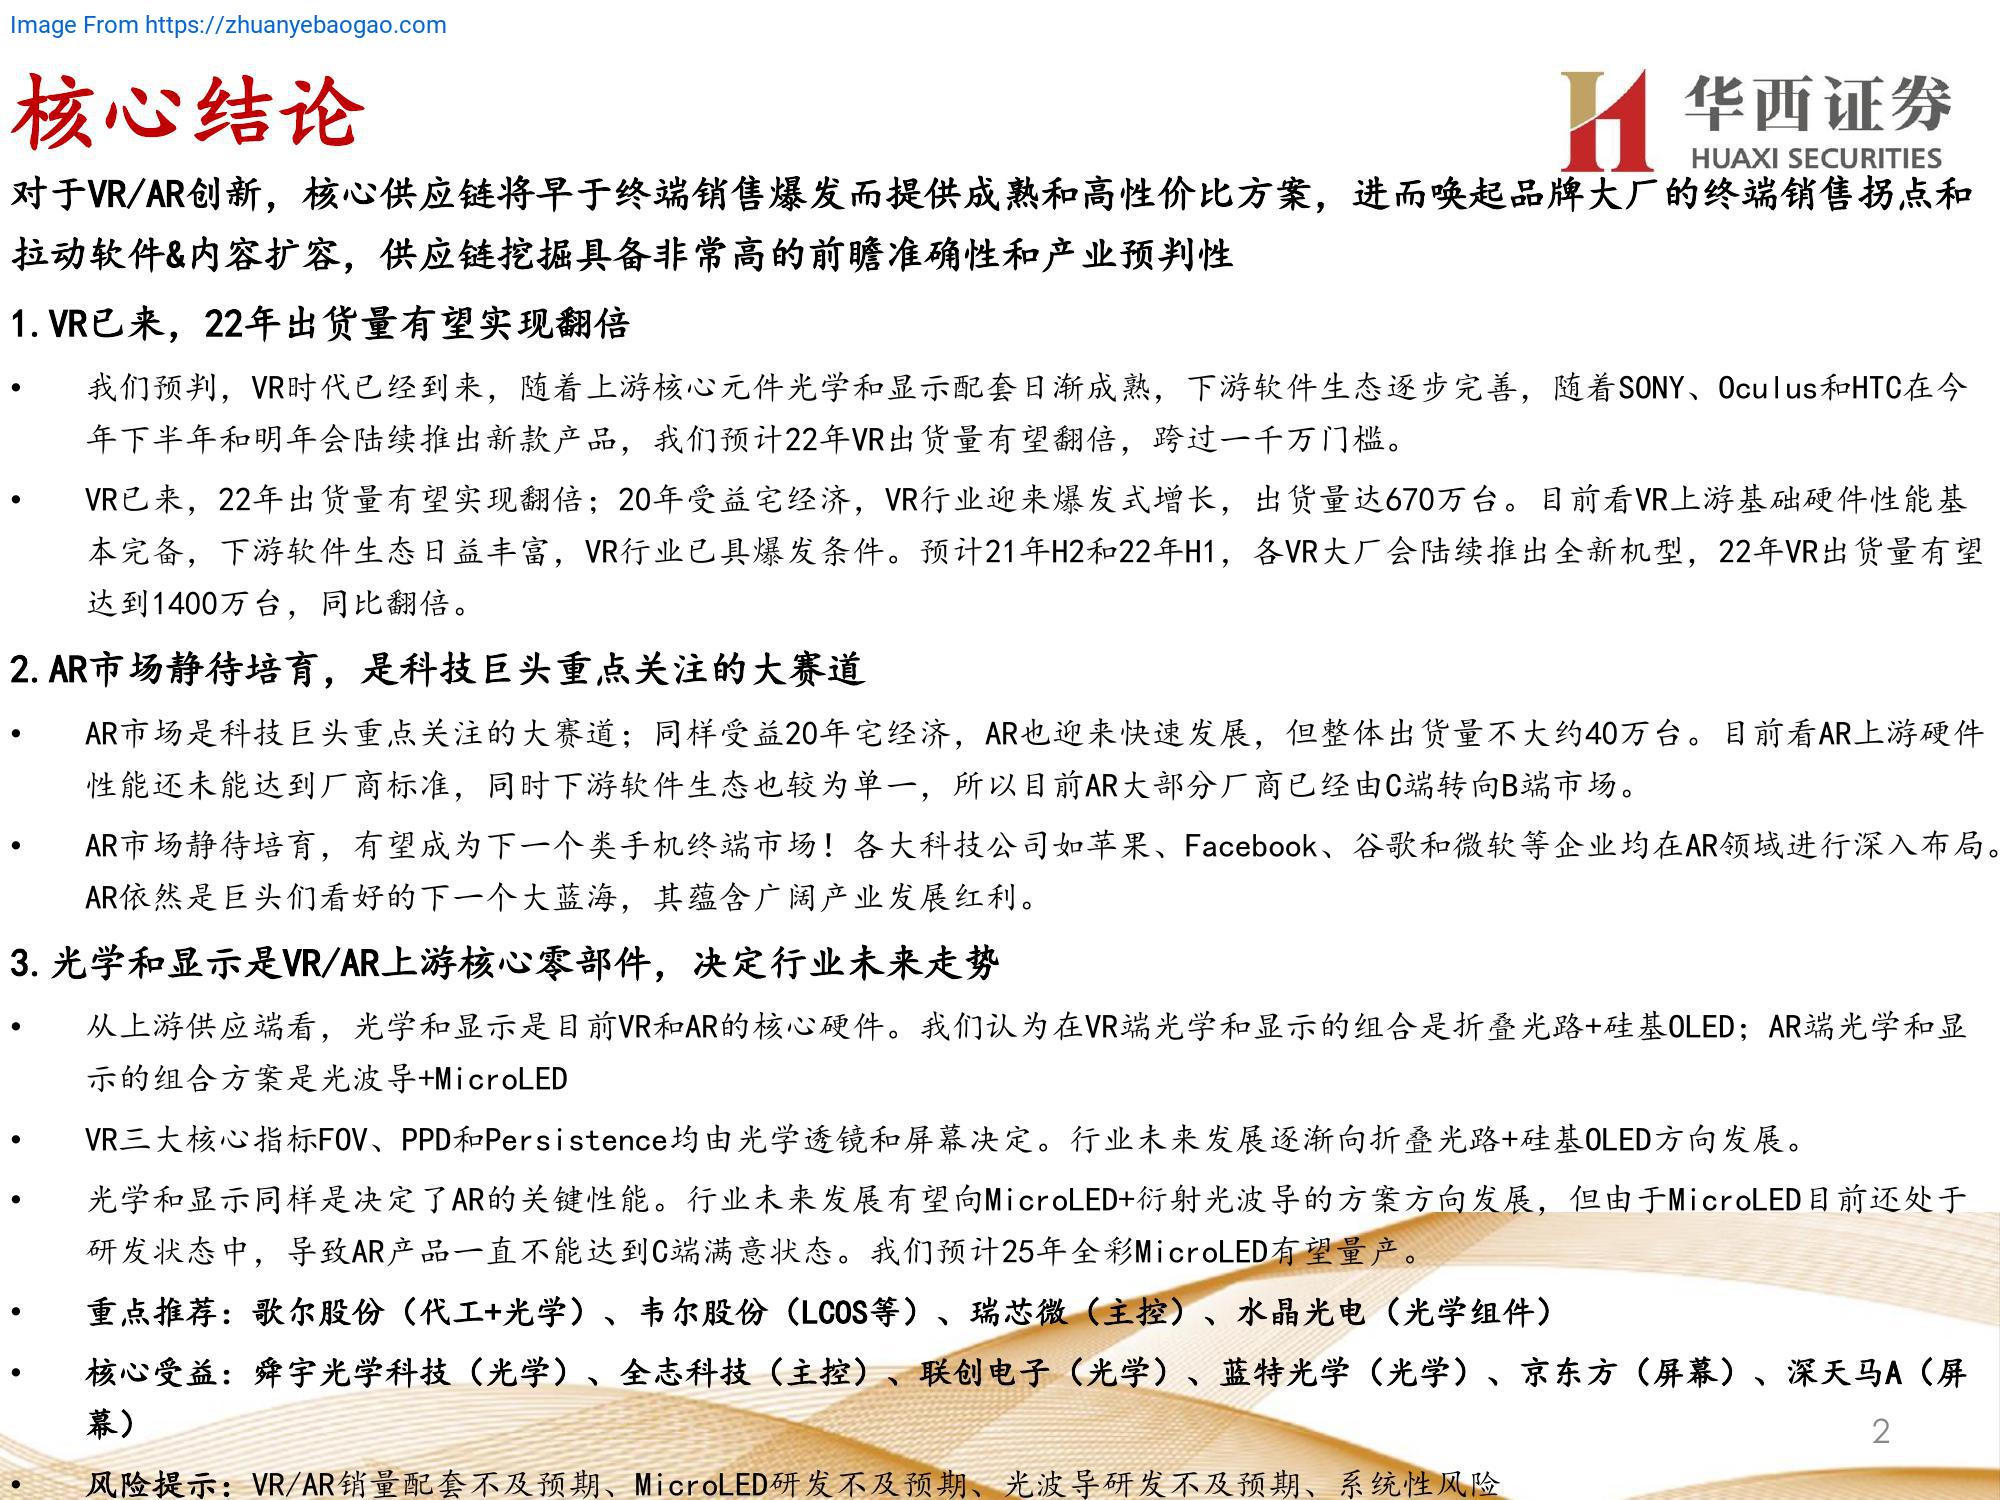 Image From https://zhuanyebaogao.com
核心结论
华西证券
HUAXI SECURITIES
对于VR/AR创新，核心供应链将早于终端销售爆发而提供成熟和高性价比方案，进而唤起品牌大厂的终端销售拐点和
拉动软件&内容扩容，供应链挖掘具备非常高的前瞻准确性和产业预判性
1.VR已来，22年出货量有望实现翻倍
• 我们预判，VR时代已经到来，随着上游核心元件光学和显示配套日渐成熟，下游软件生态逐步完善，随着SONY、Oculus和HTC在今
年下半年和明年会陆续推出新款产品，我们预计22年VR出货量有望翻倍，跨过一千万门槛。
• VR已来，22年出货量有望实现翻倍；20年受益宅经济，VR行业迎来爆发式增长，出货量达670万台。目前看VR上游基础硬件性能基
本完备，下游软件生态日益丰富，VR行业已具爆发条件。预计21年H2和22年H1，各VR大厂会陆续推出全新机型，22年VR出货量有望
达到1400万台，同比翻倍。
2.AR市场静待培育，是科技巨头重点关注的大赛道
• AR市场是科技巨头重点关注的大赛道；同样受益20年宅经济，AR也迎来快速发展，但整体出货量不大约40万台。目前看AR上游硬件
性能还未能达到厂商标准，同时下游软件生态也较为单一，所以目前AR大部分厂商已经由C端转向B端市场。
• AR市场静待培育，有望成为下一个类手机终端市场！各大科技公司如苹果、Facebook、谷歌和微软等企业均在AR领域进行深入布局。
AR依然是巨头们看好的下一个大蓝海，其蕴含广阔产业发展红利。
3.光学和显示是VR/AR上游核心零部件，决定行业未来走势
• 从上游供应端看，光学和显示是目前VR和AR的核心硬件。我们认为在VR端光学和显示的组合是折叠光路+硅基OLED；AR端光学和显
示的组合方案是光波导+MicroLED
• VR三大核心指标FOV、PPD和Persistence均由光学透镜和屏幕决定。行业未来发展逐渐向折叠光路+硅基OLED方向发展。
• 光学和显示同样是决定了AR的关键性能。行业未来发展有望向MicroLED+衍射光波导的方案方向发展，但由于MicroLED目前还处于
研发状态中，导致AR产品一直不能达到C端满意状态。我们预计25年全彩MicroLED有望量产。
• 重点推荐：歌尔股份（代工+光学）、韦尔股份（LCOS等）、瑞芯微（主控）、水晶光电（光学组件）
• 核心受益：舜宇光学科技（光学）、全志科技（主控）、联创电子（光学）、蓝特光学（光学）、京东方（屏幕）、深天马A（屏
幕）
2
• 风险提示：VR/AR销量配套不及预期、MicroLED研发不及预期、光波导研发不及预期、系统性风险